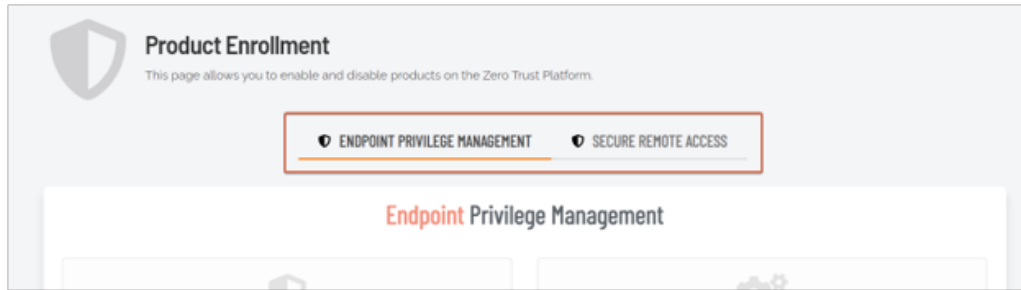 Product Enrollment
This page allows you to enable and disable products on the Zero Trust Platform.
ENDPOINT PRIVILEGE MANAGEMENT
SECURE REMOTE ACCESS
Endpoint Privilege Management